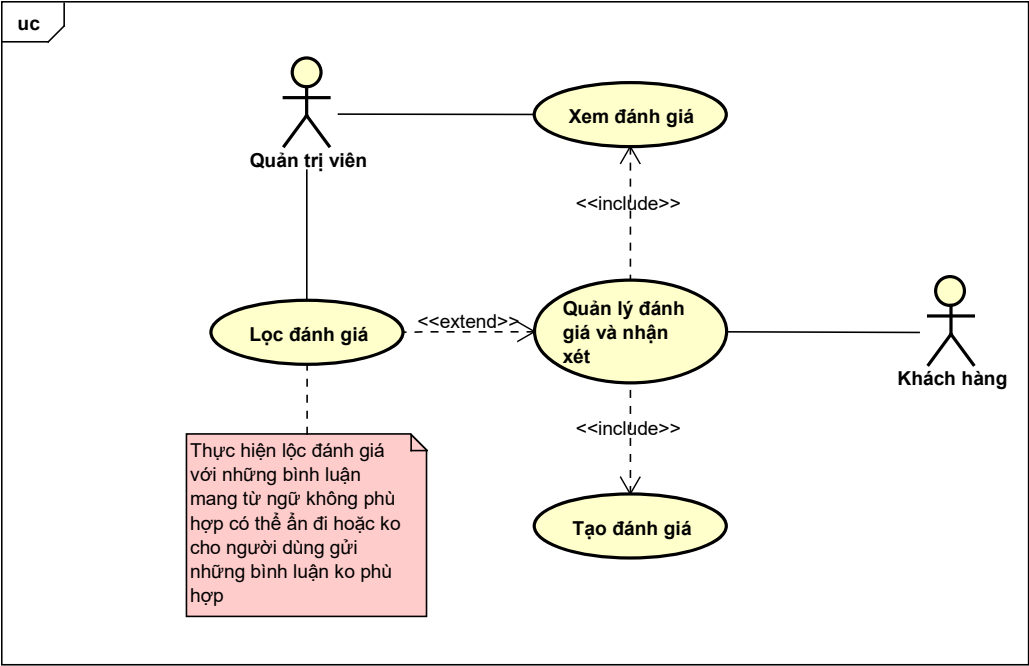 uc
Quản trị viên
Xem đánh giá
<<include>>
Quản lý đánh
giá và nhận
xét
Khách hàng
<<extend>>
Lọc đánh giá
<<include>>
Tạo đánh giá
Thực hiện lọc đánh giá
với những bình luận
mang từ ngữ không phù
hợp có thể ẩn đi hoặc ko
cho người dùng gửi
những bình luận ko phù
hợp